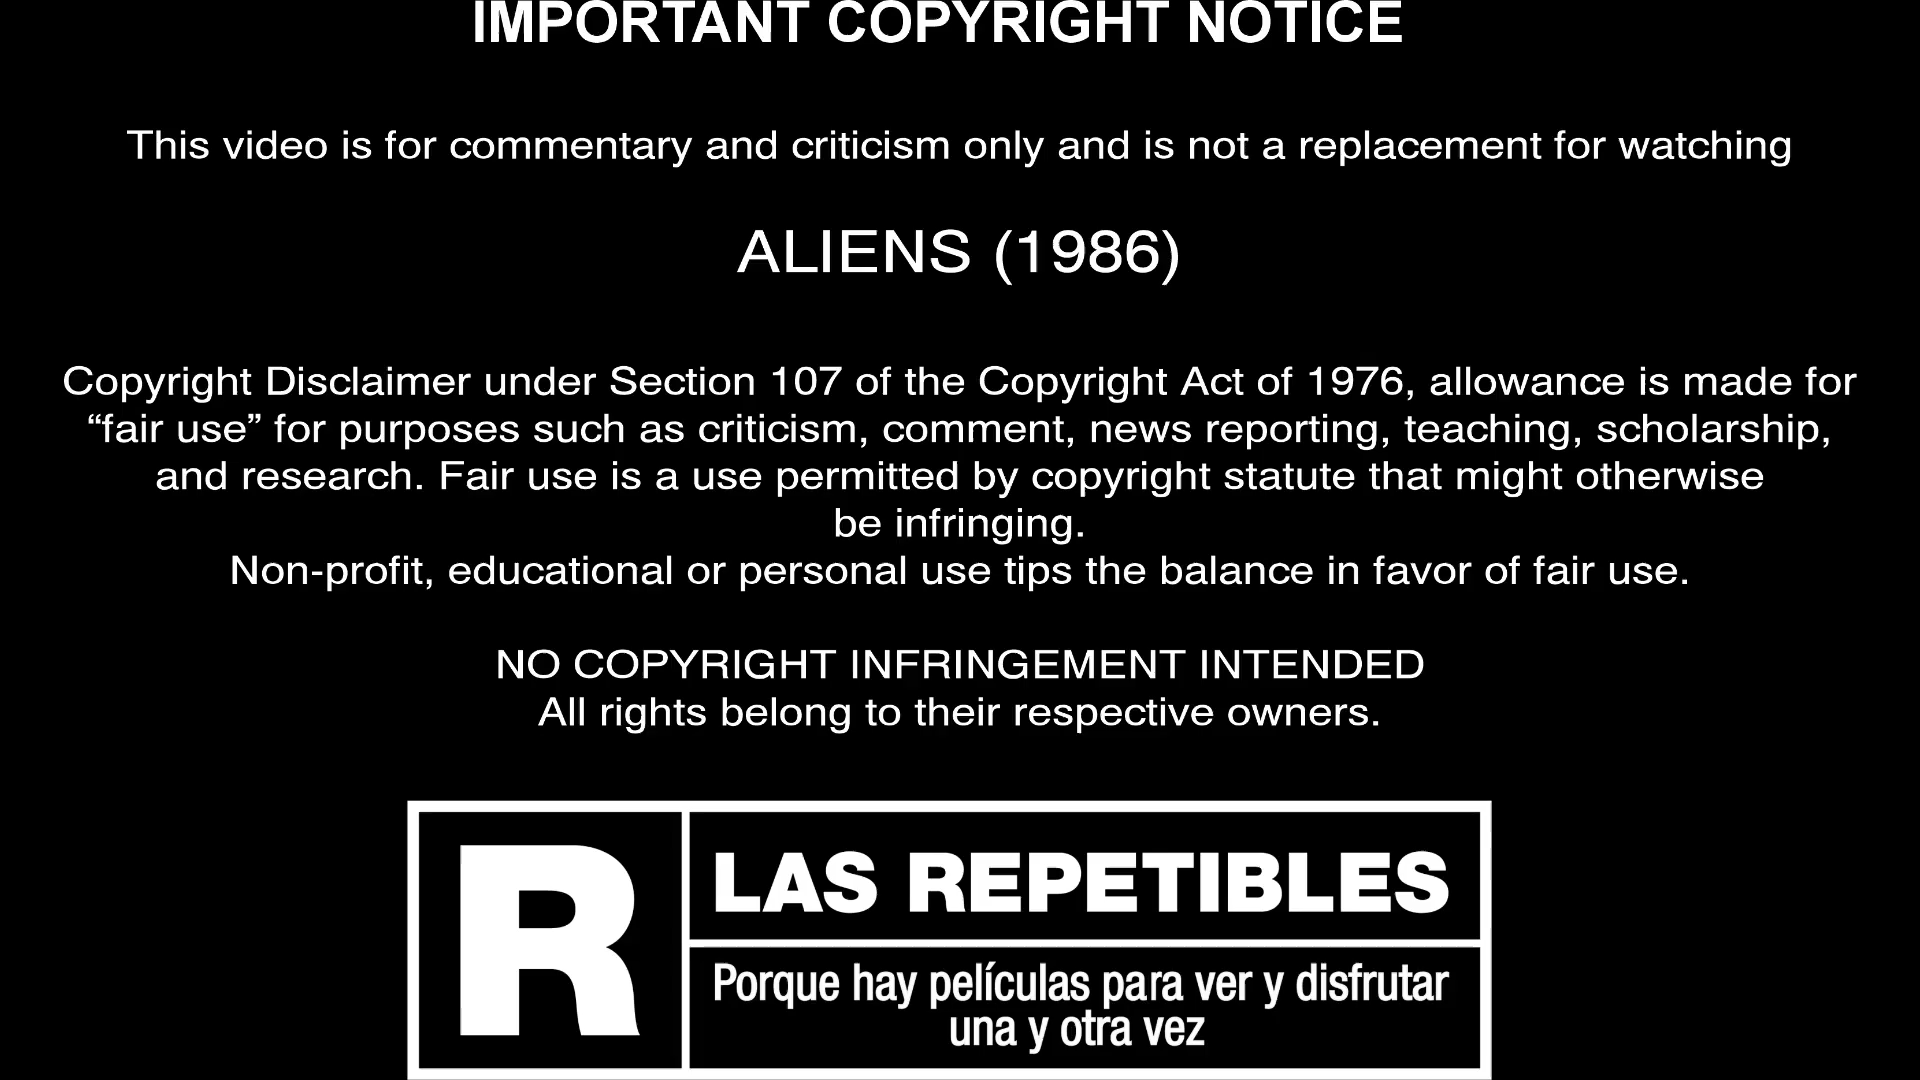 IMPORTANT COPYRIGHT NOTICE
This video is for commentary and criticism only and is not a replacement for watching
ALIENS (1986)
Copyright Disclaimer under Section 107 of the Copyright Act of 1976, allowance is made for
“fair use” for purposes such as criticism, comment, news reporting, teaching, scholarship,
and research. Fair use is a use permitted by copyright statute that might otherwise
be infringing.
Non-profit, educational or personal use tips the balance in favor of fair use.
NO COPYRIGHT INFRINGEMENT INTENDED
All rights belong to their respective owners.
R
LAS REPETIBLES
Porque hay películas para ver y disfrutar
una y otra vez